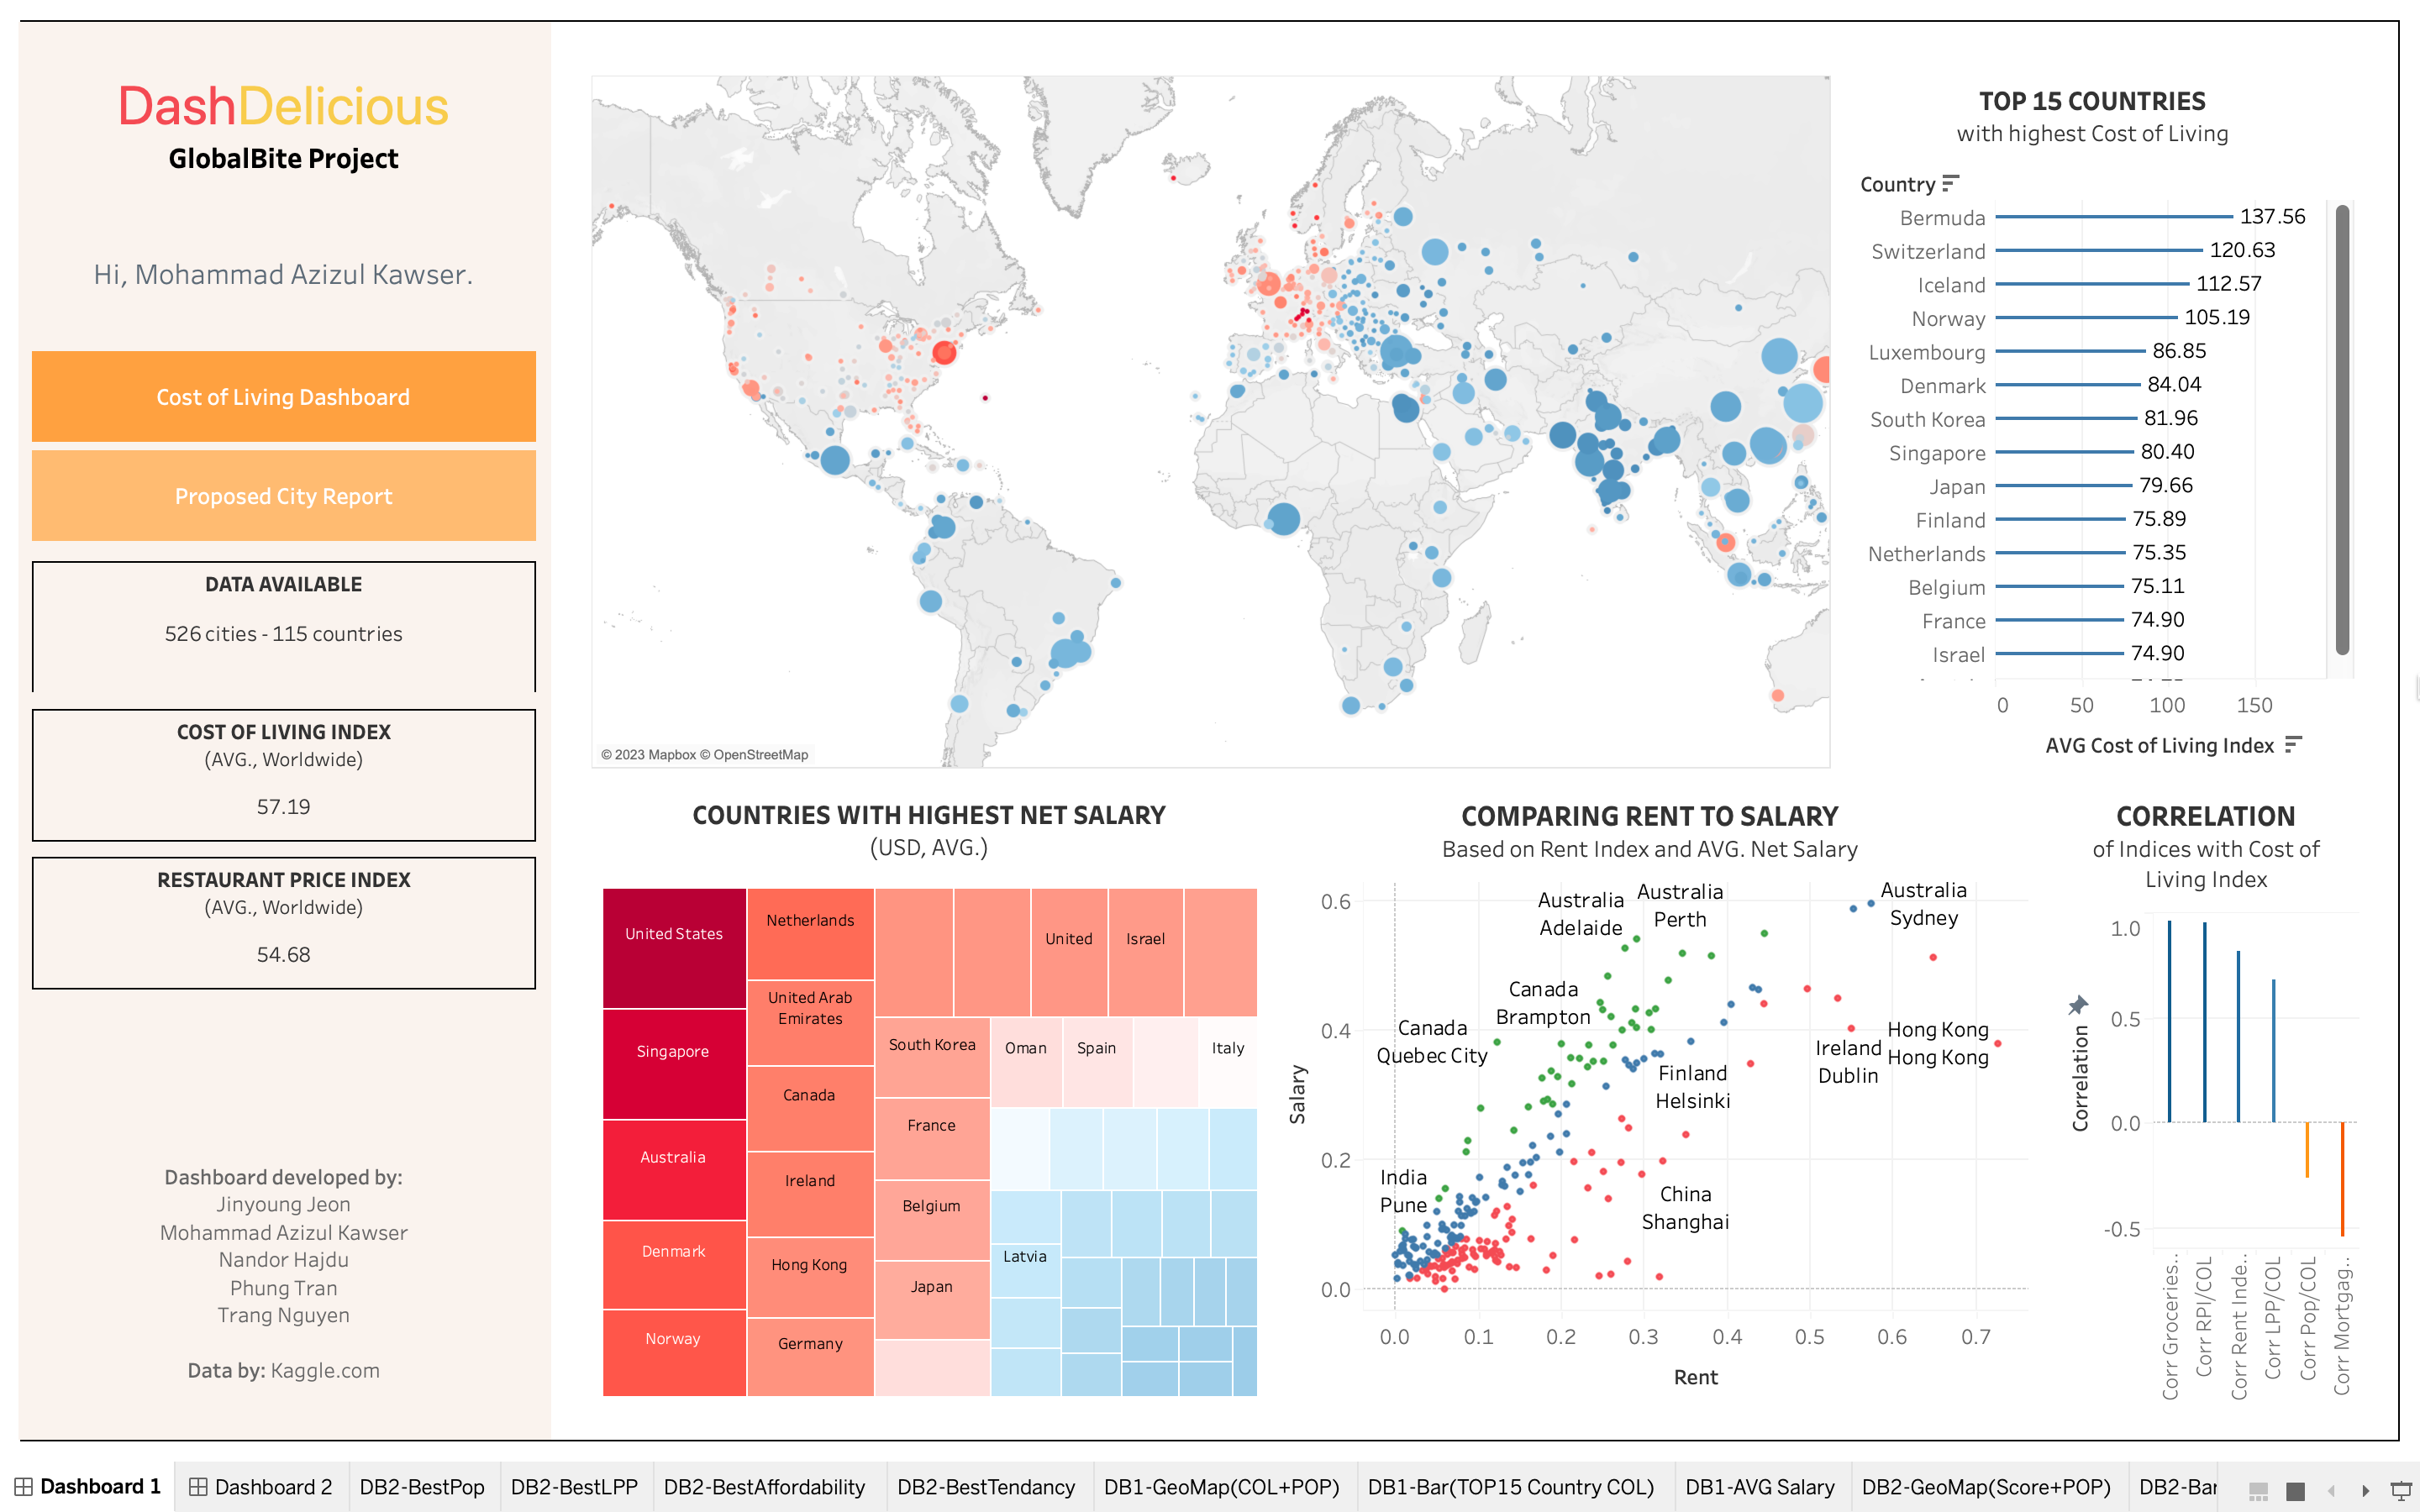 DashDelicious
GlobalBite Project
Hi, Mohammad Azizul Kawser.
Cost of Living Dashboard
Proposed City Report
DATA AVAILABLE
526 cities - 115 countries
COST OF LIVING INDEX
(AVG., Worldwide)
57.19
RESTAURANT PRICE INDEX
(AVG., Worldwide)
54.68
Dashboard developed by:
Jinyoung Jeon
Mohammad Azizul Kawser
Nandor Hajdu
Phung Tran
Trang Nguyen
Data by: Kaggle.com
© 2023 Mapbox © OpenStreetMap
TOP 15 COUNTRIES
with highest Cost of Living
Country
Bermuda 137.56
Switzerland 120.63
Iceland 112.57
Norway 105.19
Luxembourg 86.85
Denmark 84.04
South Korea 81.96
Singapore 80.40
Japan 79.66
Finland 75.89
Netherlands 75.35
Belgium 75.11
France 74.90
Israel 74.90
0 50 100 150
AVG Cost of Living Index
COUNTRIES WITH HIGHEST NET SALARY
(USD, AVG.)
United States
Singapore
Australia
Denmark
Norway
Netherlands
United Arab
Emirates
Canada
Ireland
Hong Kong
Germany
United
Israel
South Korea
France
Belgium
Japan
Oman
Spain
Italy
Latvia
COMPARING RENT TO SALARY
Based on Rent Index and AVG. Net Salary
Salary
0.6
0.4
0.2
0.0
Australia
Adelaide
Australia
Perth
Australia
Sydney
Canada
Brampton
Canada
Quebec City
Hong Kong
Hong Kong
Ireland
Dublin
Finland
Helsinki
India
Pune
China
Shanghai
0.0 0.1 0.2 0.3 0.4 0.5 0.6 0.7
Rent
CORRELATION
of Indices with Cost of
Living Index
Correlation
1.0
0.5
0.0
-0.5
Corr Groceries..
Corr RPI/COL
Corr Rent Inde..
Corr LPP/COL
Corr Pop/COL
Corr Mortgag..
Dashboard 1 Dashboard 2 DB2-BestPop DB2-BestLPP DB2-BestAffordability DB2-BestTendancy DB1-GeoMap(COL+POP) DB1-Bar(TOP15 Country COL) DB1-AVG Salary DB2-GeoMap(Score+POP) DB2-Bar